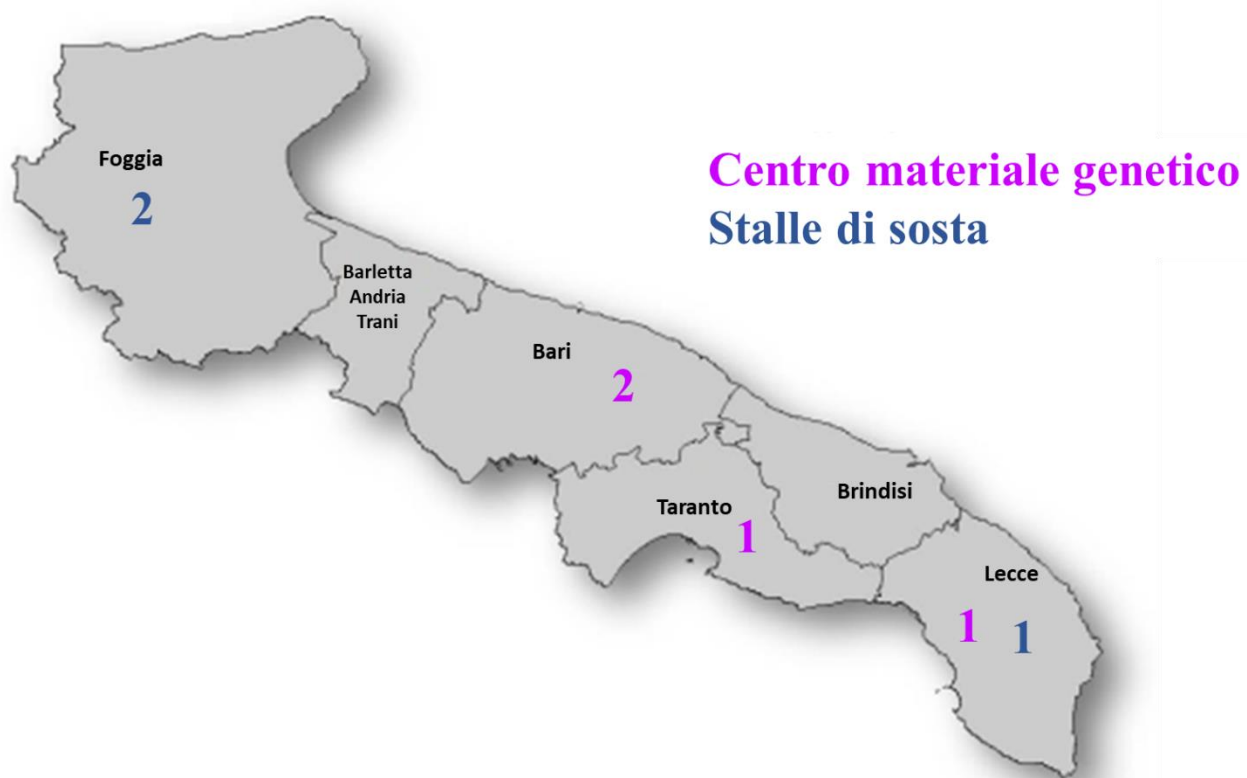 Foggia
2
Centro materiale genetico
Stalle di sosta
Barletta
Andria
Trani
Bari
2
Taranto
1
Brindisi
Lecce
1 1